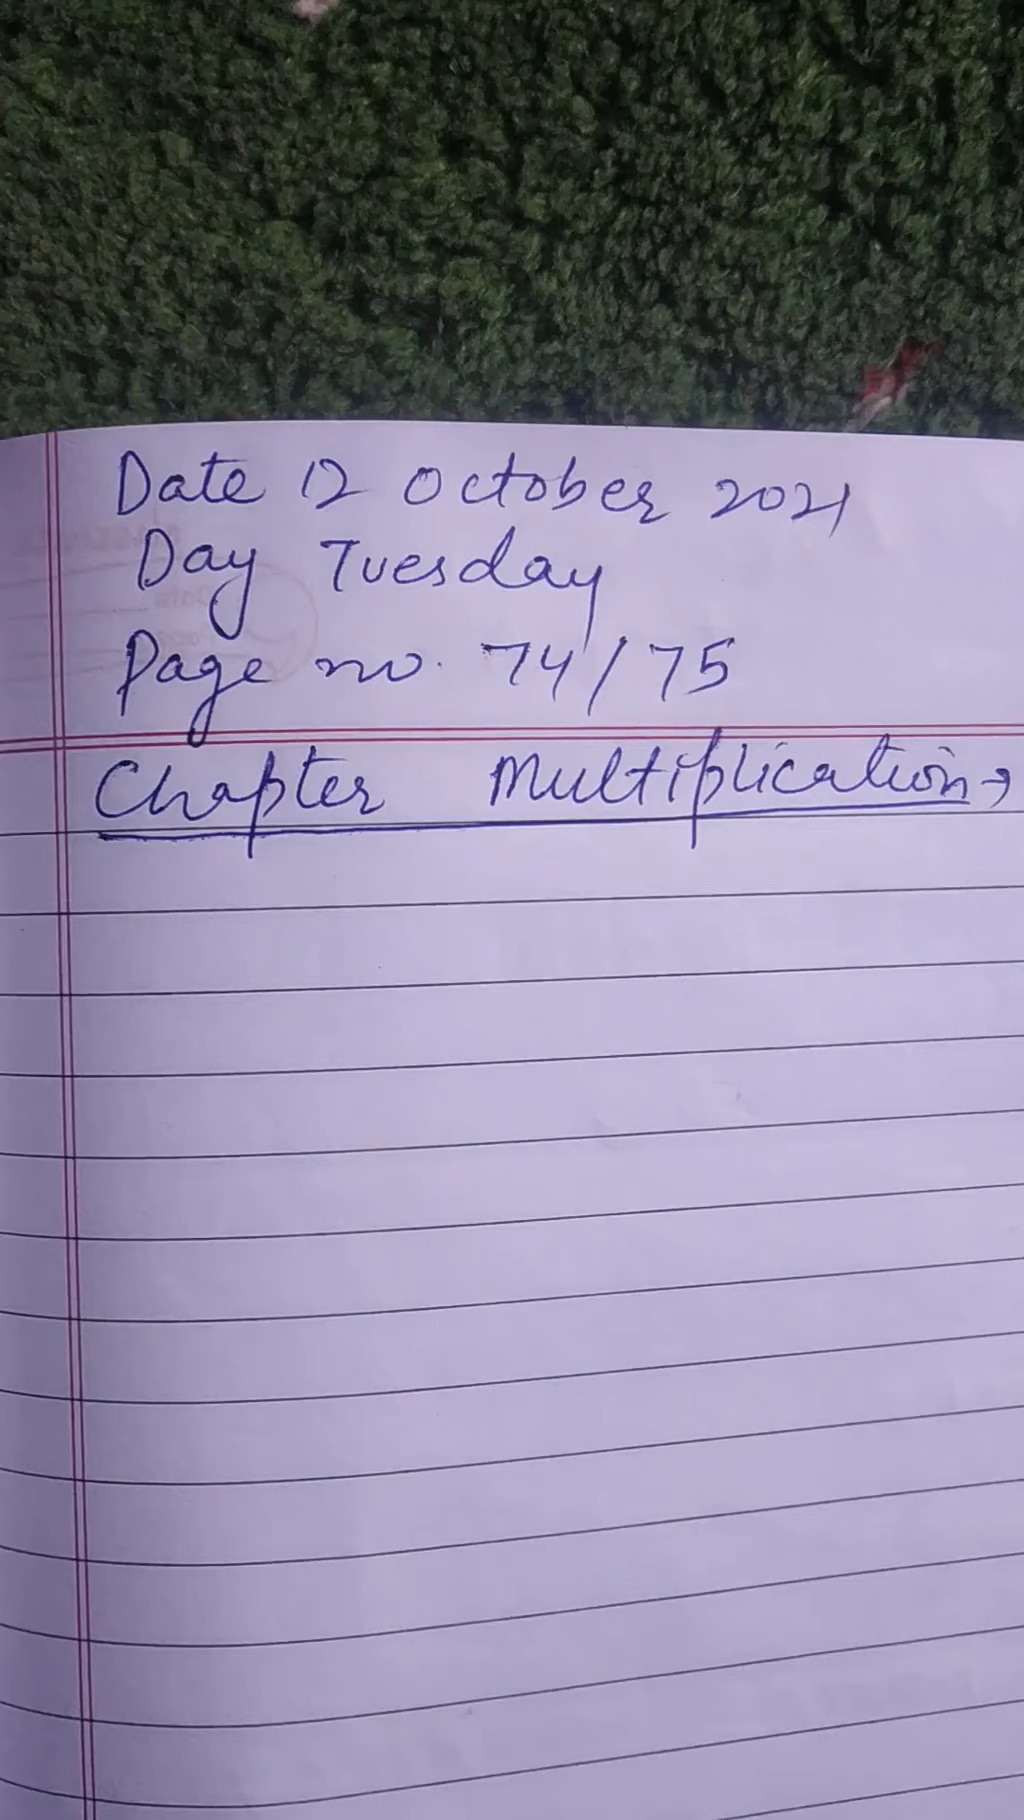 Date 12 October 2021
Day Tuesday
Page no. 74/75
Chapter Multiplication→